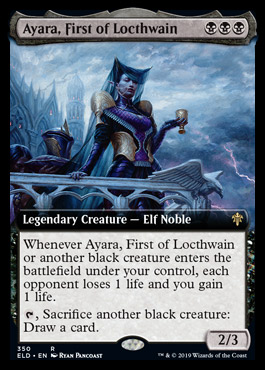 Ayara, First of Locthwain
Legendary Creature — Elf Noble
Whenever Ayara, First of Locthwain
or another black creature enters the
battlefield under your control, each
opponent loses 1 life and you gain
1 life.
, Sacrifice another black creature:
Draw a card.
2/3
350 R
ELD • EN Ryan Pancoast
™ & © 2019 Wizards of the Coast